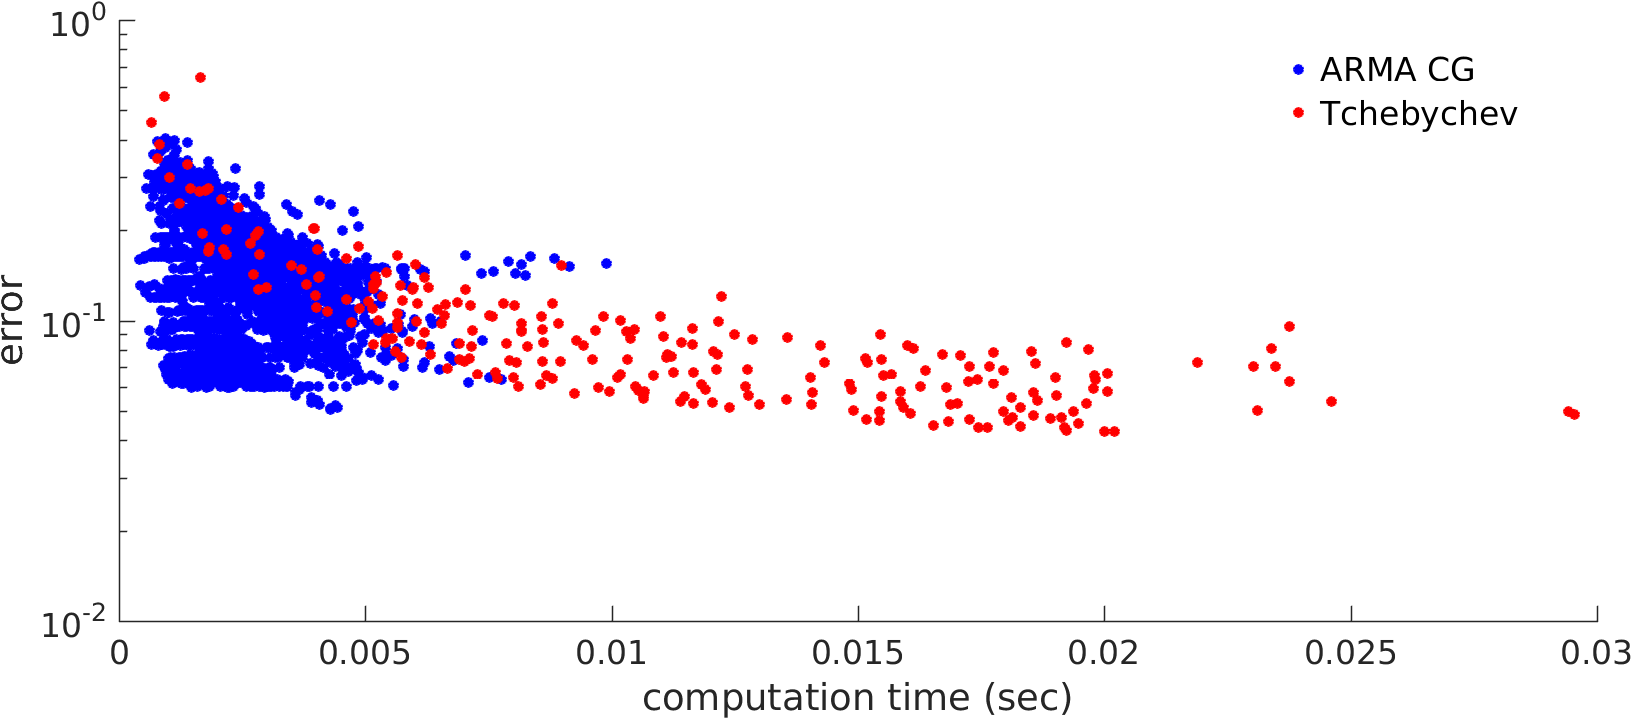 10^0
10^-1
10^-2
error
0 0.005 0.01 0.015 0.02 0.025 0.03
computation time (sec)
ARMA CG
Tchebychev